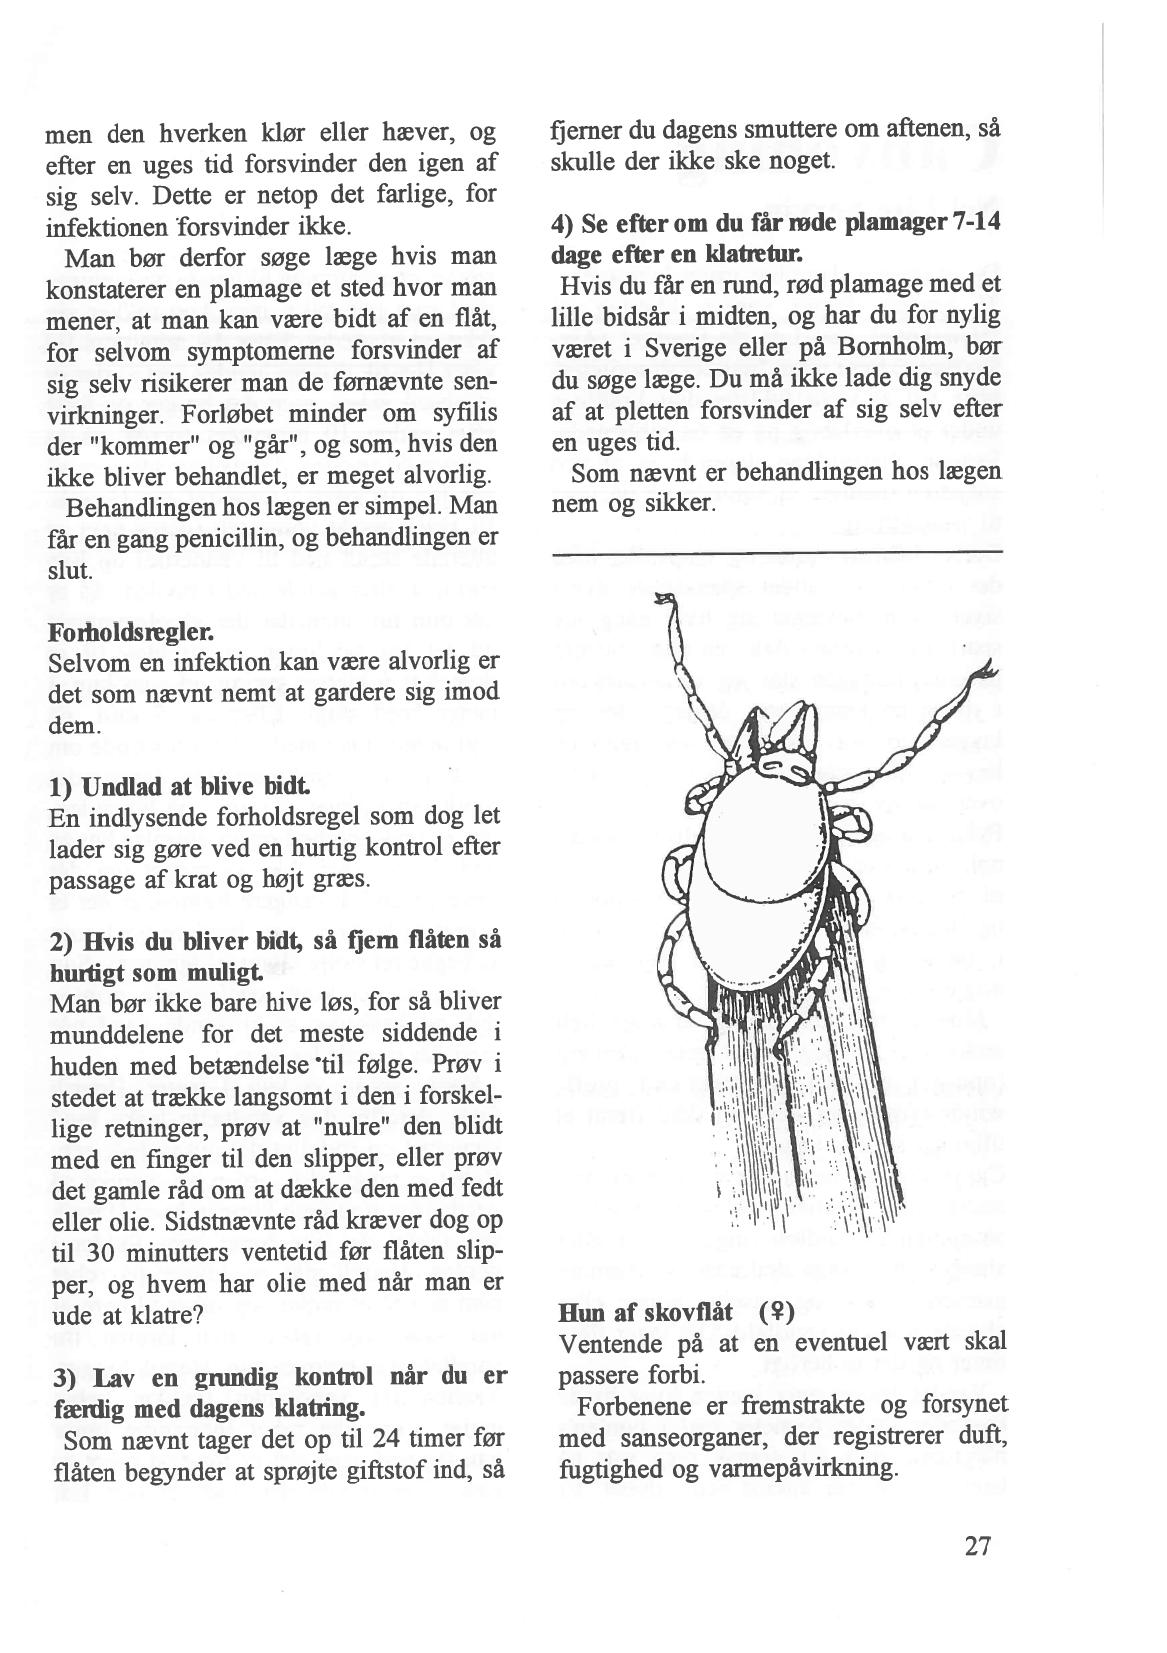 men den hverken klør eller hæver, og
efter en uges tid forsvinder den igen af
sig selv. Dette er netop det farlige, for
infektionen forsvinder ikke.
Man bør derfor søge læge hvis man
konstaterer en plamage et sted hvor man
mener, at man kan være bidt af en flåt,
for selvom symptomerne forsvinder af
sig selv risikerer man de førnævnte sen-
virkninger. Forløbet minder om syfilis
der "kommer" og "går", og som, hvis den
ikke bliver behandlet, er meget alvorlig.
Behandlingen hos lægen er simpel. Man
får en gang penicillin, og behandlingen er
slut.
Forholdsregler.
Selvom en infektion kan være alvorlig er
det som nævnt nemt at gardere sig imod
dem.
1) Undlad at blive bidt.
En indlysende forholdsregel som dog let
lader sig gøre ved en hurtig kontrol efter
passage af krat og højt græs.
2) Hvis du bliver bidt, så fjern flåten så
hurtigt som muligt.
Man bør ikke bare hive løs, for så bliver
munddelene for det meste siddende i
huden med betændelse til følge. Prøv i
stedet at trække langsomt i den i forskel-
lige retninger, prøv at "nulre" den blidt
med en finger til den slipper, eller prøv
det gamle råd om at dække den med fedt
eller olie. Sidstnævnte råd kræver dog op
til 30 minutters ventetid før flåten slip-
per, og hvem har olie med når man er
ude at klatre?
3) Lav en grundig kontrol når du er
færdig med dagens klatring.
Som nævnt tager det op til 24 timer før
flåten begynder at sprøjte giftstof ind, så
fjerner du dagens smuttere om aftenen, så
skulle der ikke ske noget.
4) Se efter om du får røde plamager 7-14
dage efter en klatretur.
Hvis du får en rund, rød plamage med et
lille bidsår i midten, og har du for nylig
været i Sverige eller på Bornholm, bør
du søge læge. Du må ikke lade dig snyde
af at pletten forsvinder af sig selv efter
en uges tid.
Som nævnt er behandlingen hos lægen
nem og sikker.
Hun af skovflåt (♀)
Ventende på at en eventuel vært skal
passere forbi.
Forbenene er fremstrakte og forsynet
med sanseorganer, der registrerer duft,
fugtighed og varmepåvirkning.
27